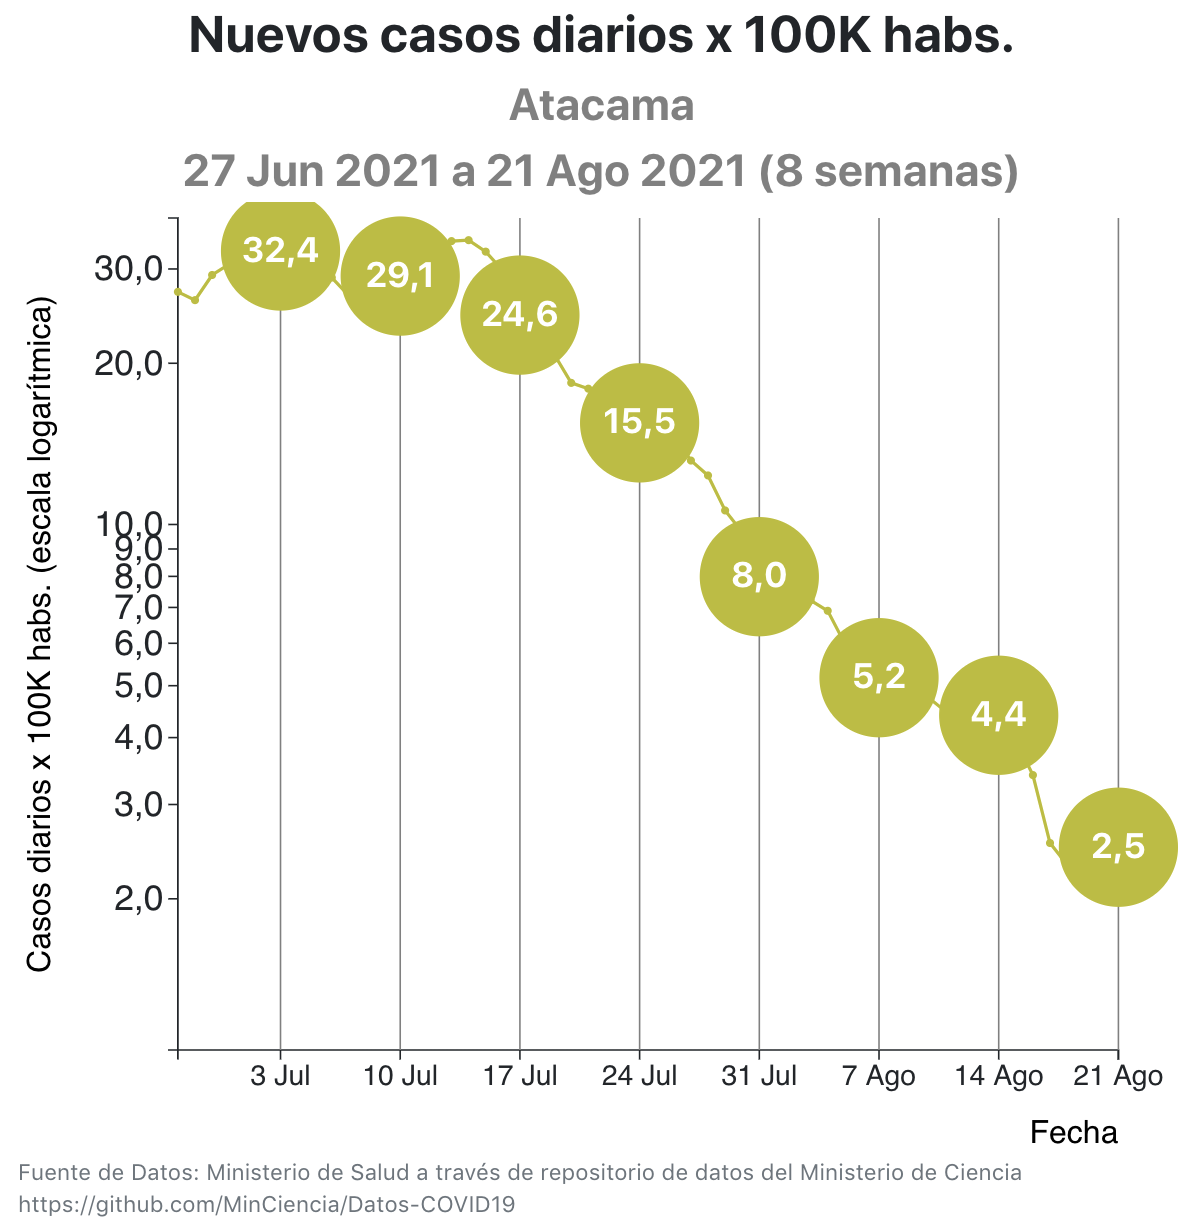 Nuevos casos diarios x 100K habs.
Atacama
27 Jun 2021 a 21 Ago 2021 (8 semanas)
Casos diarios x 100K habs. (escala logarítmica)
30,0
20,0
10,0
9,0
8,0
7,0
6,0
5,0
4,0
3,0
2,0
32,4
29,1
24,6
15,5
8,0
5,2
4,4
2,5
3 Jul
10 Jul
17 Jul
24 Jul
31 Jul
7 Ago
14 Ago
21 Ago
Fecha
Fuente de Datos: Ministerio de Salud a través de repositorio de datos del Ministerio de Ciencia
https://github.com/MinCiencia/Datos-COVID19